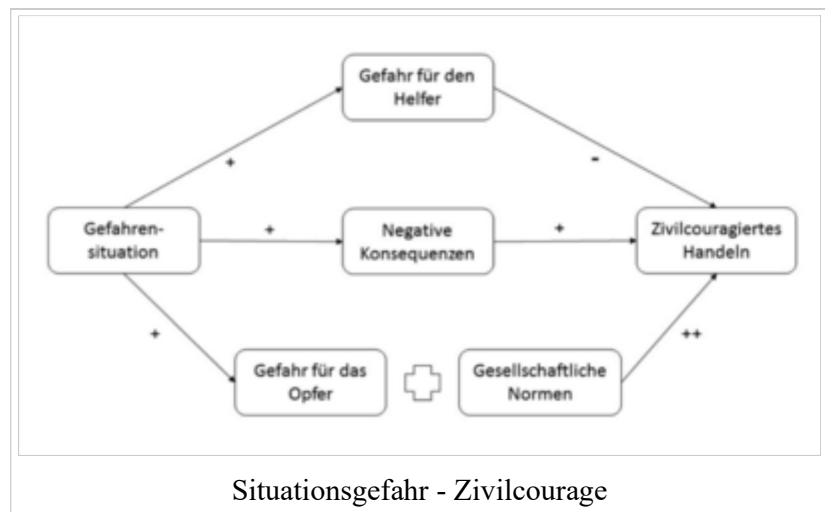 Gefahr für den
Helfer
+
-
Gefahren-
situation
+
Negative
Konsequenzen
+
Zivilcouragiertes
Handeln
+
++
Gefahr für das
Opfer
Gesellschaftliche
Normen
Situationsgefahr - Zivilcourage